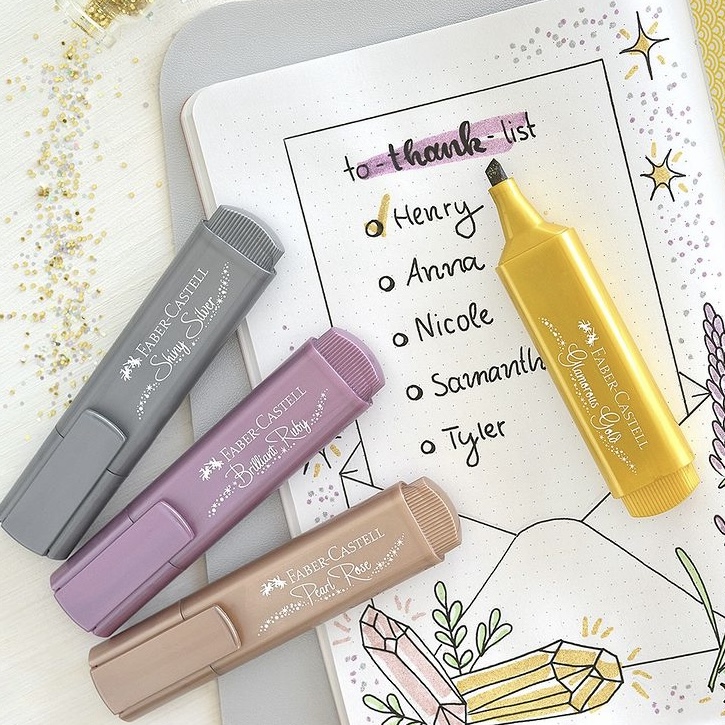 to-thank-list
Henry
Anna
Nicole
Samanth
Tyler
FABER-CASTELL
Shiny Silver
FABER-CASTELL
Brilliant Ruby
FABER-CASTELL
Pearl Rose
FABER-CASTELL
Glamorous Gold